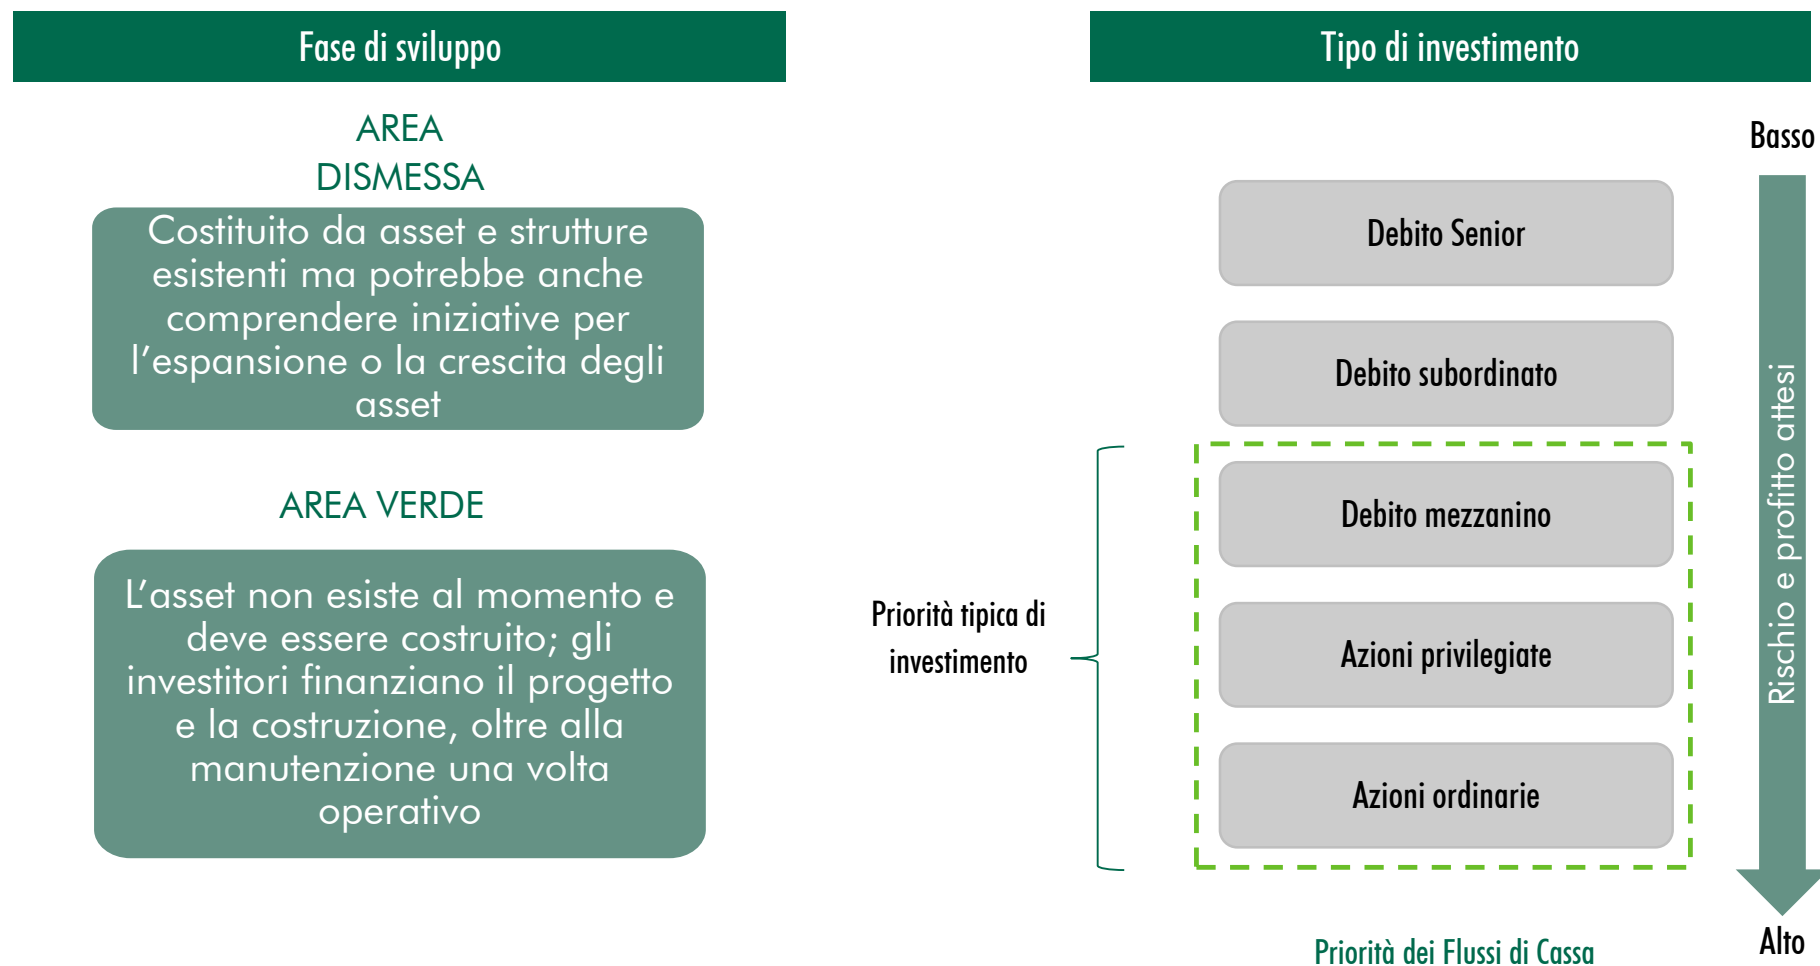 Fase di sviluppo
AREA
DISMESSA
Costituito da asset e strutture
esistenti ma potrebbe anche
comprendere iniziative per
l’espansione o la crescita degli
asset
AREA VERDE
L’asset non esiste al momento e
deve essere costruito; gli
investitori finanziano il progetto
e la costruzione, oltre alla
manutenzione una volta
operativo
Priorità tipica di
investimento
Tipo di investimento
Basso
Debito Senior
Debito subordinato
Debito mezzanino
Azioni privilegiate
Azioni ordinarie
Rischio e profitto attesi
Alto
Priorità dei Flussi di Cassa